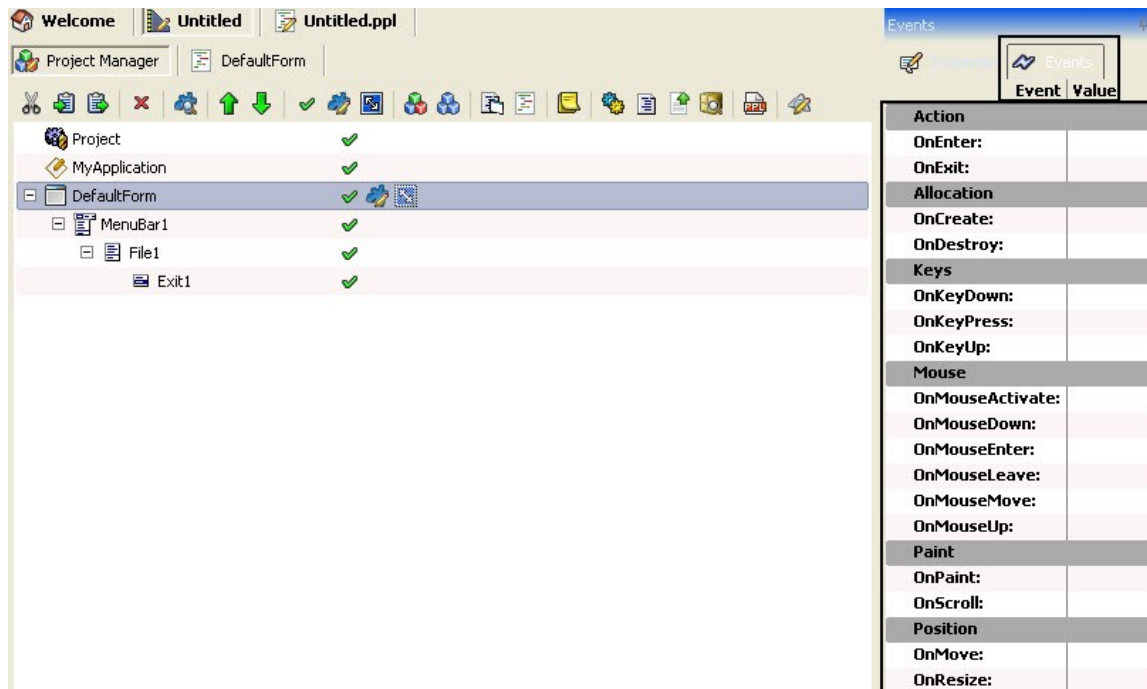 Welcome Untitled Untitled.ppl
Events
Project Manager DefaultForm
Events
Event Value
Project
MyApplication
DefaultForm
MenuBar1
File1
Exit1
Action
OnEnter:
OnExit:
Allocation
OnCreate:
OnDestroy:
Keys
OnKeyDown:
OnKeyPress:
OnKeyUp:
Mouse
OnMouseActivate:
OnMouseDown:
OnMouseEnter:
OnMouseLeave:
OnMouseMove:
OnMouseUp:
Paint
OnPaint:
OnScroll:
Position
OnMove:
OnResize: